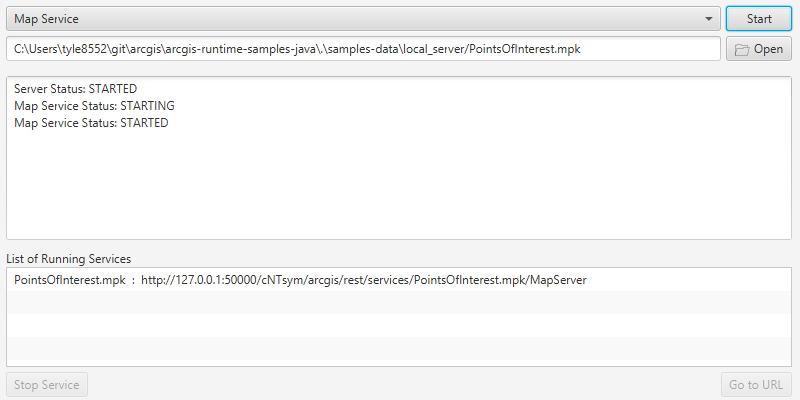 Map Service
Start
C:\Users\tyle8552\git\arcgis\arcgis-runtime-samples-java\.\samples-data\local_server/PointsOfInterest.mpk
Open
Server Status: STARTED
Map Service Status: STARTING
Map Service Status: STARTED
List of Running Services
PointsOfInterest.mpk : http://127.0.0.1:50000/cNTsym/arcgis/rest/services/PointsOfInterest.mpk/MapServer
Stop Service
Go to URL